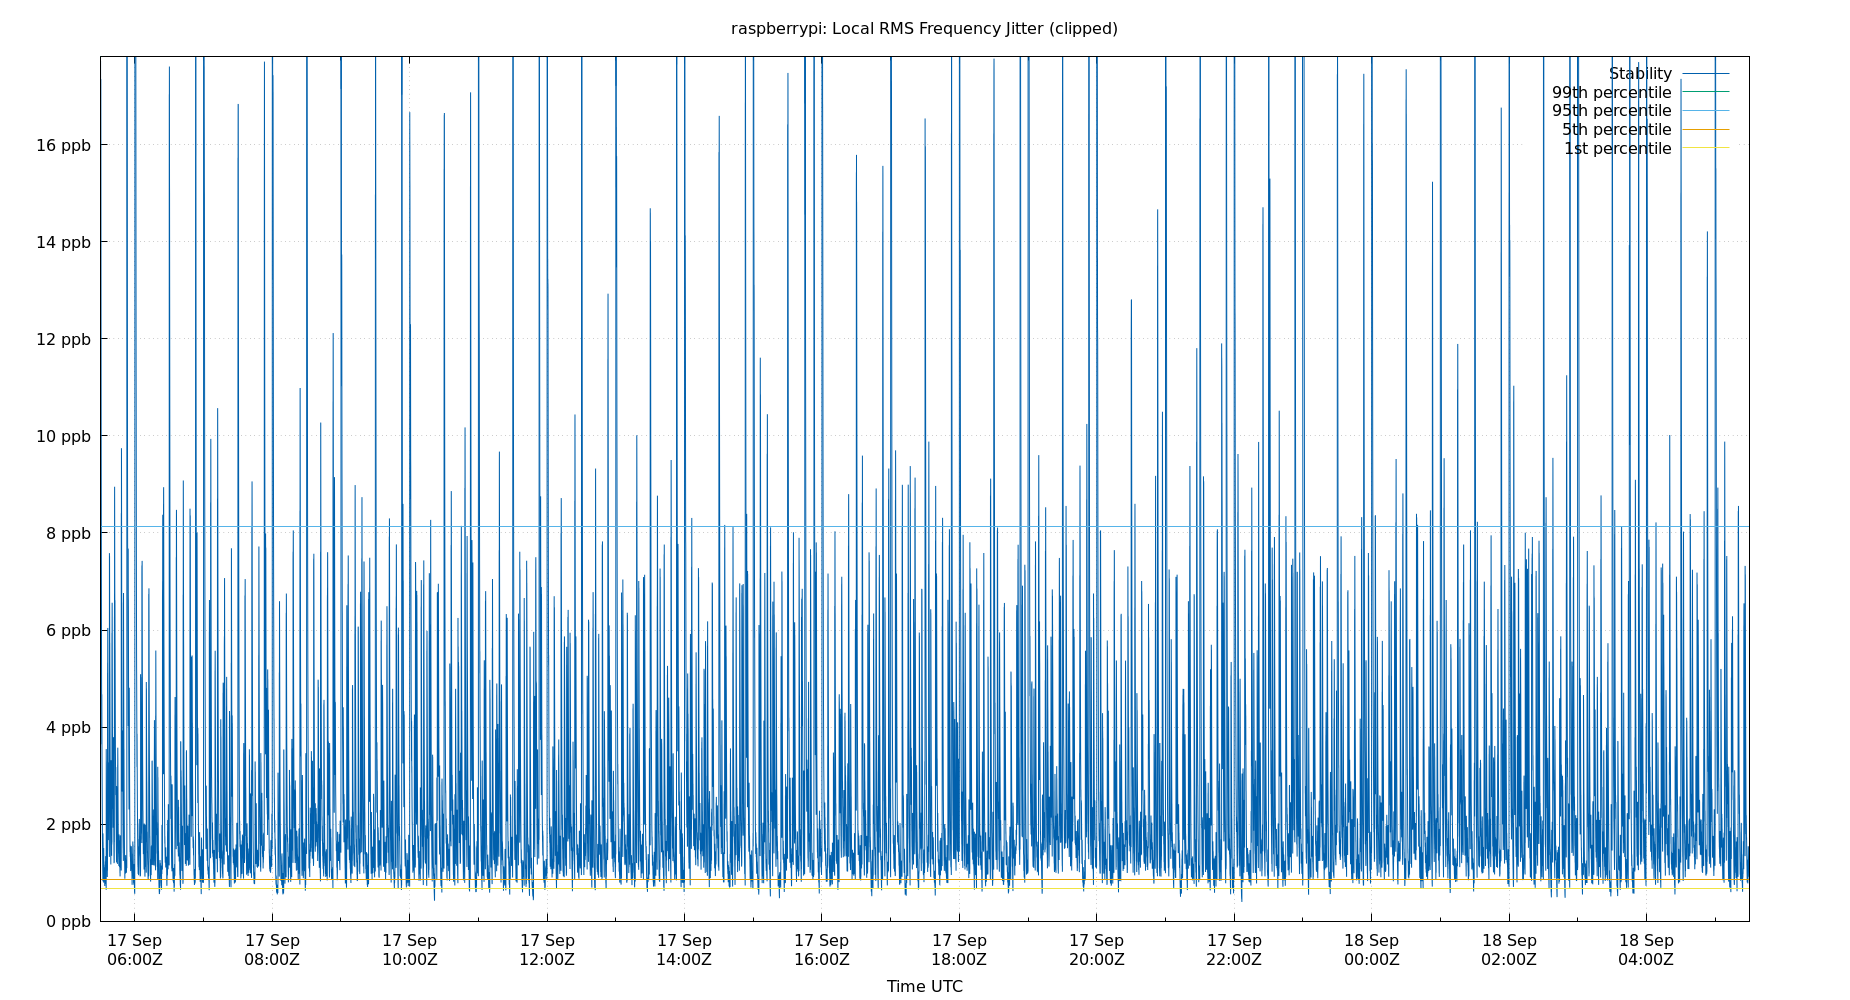 raspberrypi: Local RMS Frequency Jitter (clipped)
Stability
99th percentile
95th percentile
5th percentile
1st percentile
16 ppb
14 ppb
12 ppb
10 ppb
8 ppb
6 ppb
4 ppb
2 ppb
0 ppb
17 Sep 17 Sep 17 Sep 17 Sep 17 Sep 17 Sep 17 Sep 17 Sep 17 Sep 18 Sep 18 Sep 18 Sep
06:00Z 08:00Z 10:00Z 12:00Z 14:00Z 16:00Z 18:00Z 20:00Z 22:00Z 00:00Z 02:00Z 04:00Z
Time UTC